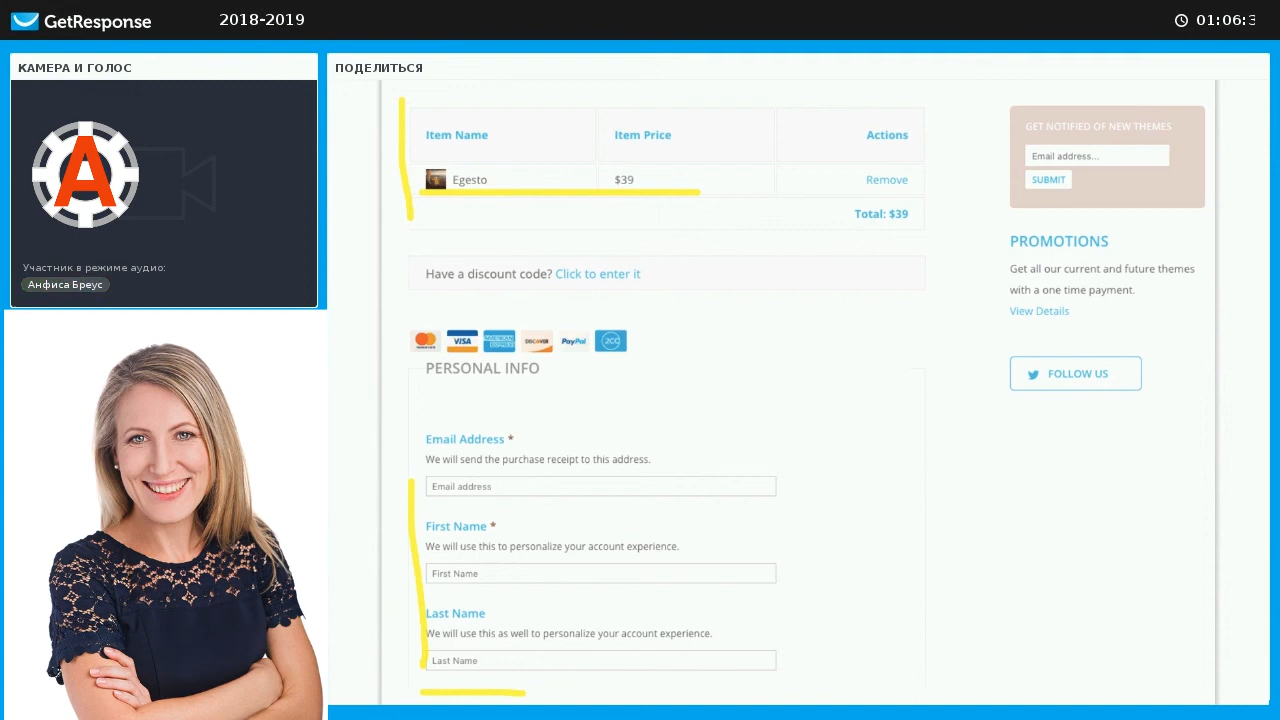 GetResponse
2018-2019
01:06:3
КАМЕРА И ГОЛОС
A
Участник в режиме аудио:
Анфиса Бреус
ПОДЕЛИТЬСЯ
Item Name Item Price Actions
Egesto $39 Remove
Total: $39
Have a discount code? Click to enter it
VISA AMERICAN EXPRESS DISCOVER PayPal 2CO
PERSONAL INFO
Email Address *
We will send the purchase receipt to this address.
Email address
First Name *
We will use this to personalize your account experience.
First Name
Last Name
We will use this as well to personalize your account experience.
Last Name
GET NOTIFIED OF NEW THEMES
Email address...
SUBMIT
PROMOTIONS
Get all our current and future themes
with a one time payment.
View Details
FOLLOW US